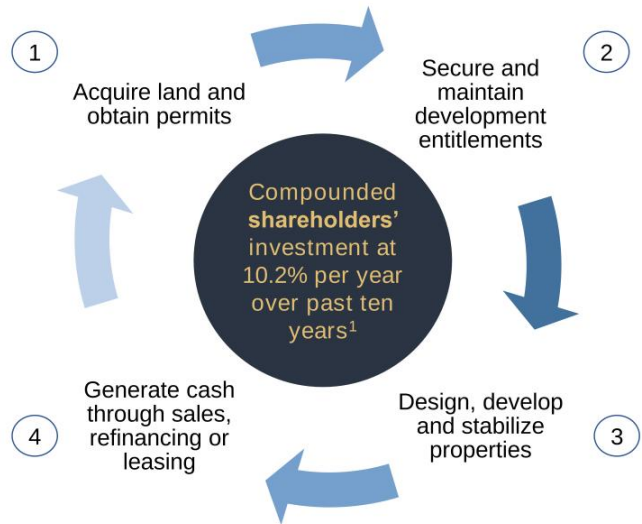 1
Acquire land and
obtain permits
2
Secure and
maintain
development
entitlements
Compounded
shareholders’
investment at
10.2% per year
over past ten
years¹
3
Design, develop
and stabilize
properties
4
Generate cash
through sales,
refinancing or
leasing